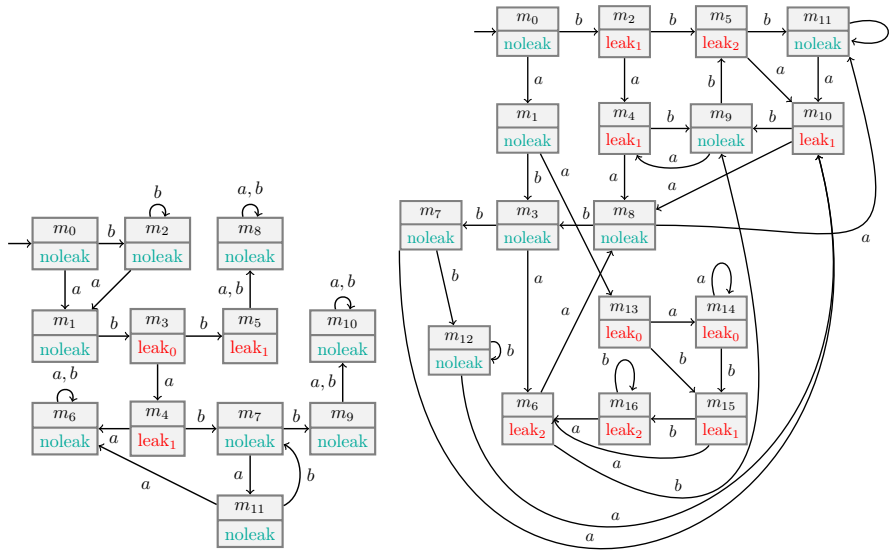 m₀ b m₂ b m₅ b m₁₁
noleak leak₁ leak₂ noleak
a a a a
m₁ m₄ b m₉ b m₁₀
noleak leak₁ noleak leak₁
b a a a b a
m₇ b m₃ b m₈
noleak noleak noleak
a
b a a
m₁₃ a m₁₄
leak₀ leak₀
m₁₂ b
noleak
b b b
m₆ a m₁₆ b m₁₅
leak₂ leak₂ leak₁
a
b
a
a
b a, b
m₀ b m₂ m₈
noleak noleak noleak
a a a, b a, b
m₁ b m₃ b m₅ m₁₀
noleak leak₀ leak₁ noleak
a, b a a, b
m₆ a m₄ b m₇ b m₉
noleak leak₁ noleak noleak
a a b
m₁₁
noleak